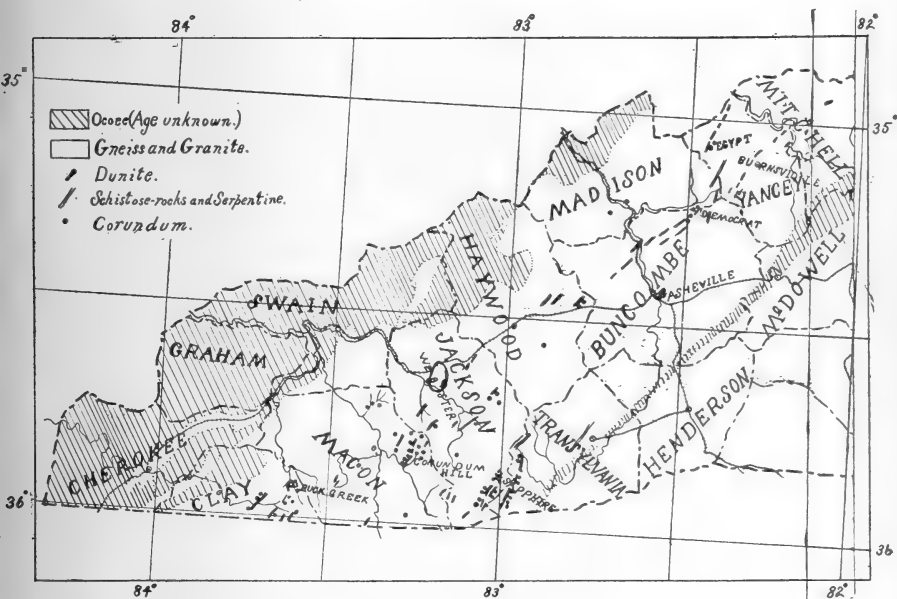 84°
83
82°
35°
Ocoee (Age unknown.)
Gneiss and Granite.
Dunite.
Schistose-rocks and Serpentine.
Corundum.
35°
MITCHELL
EGYPT
BURNSVILLE
YANCEY
MADISON
DEMOCRAT
HAYWOOD
BUNCOMBE
McDOWELL
ASHEVILLE
SWAIN
GRAHAM
JACKSON
WEBSTER
HENDERSON
TRANSYLVANIA
CHEROKEE
MACON
CORUNDUM
HILL
SAPPHIRE
CLAY
BUCK CREEK
36°
36
84°
83°
82°